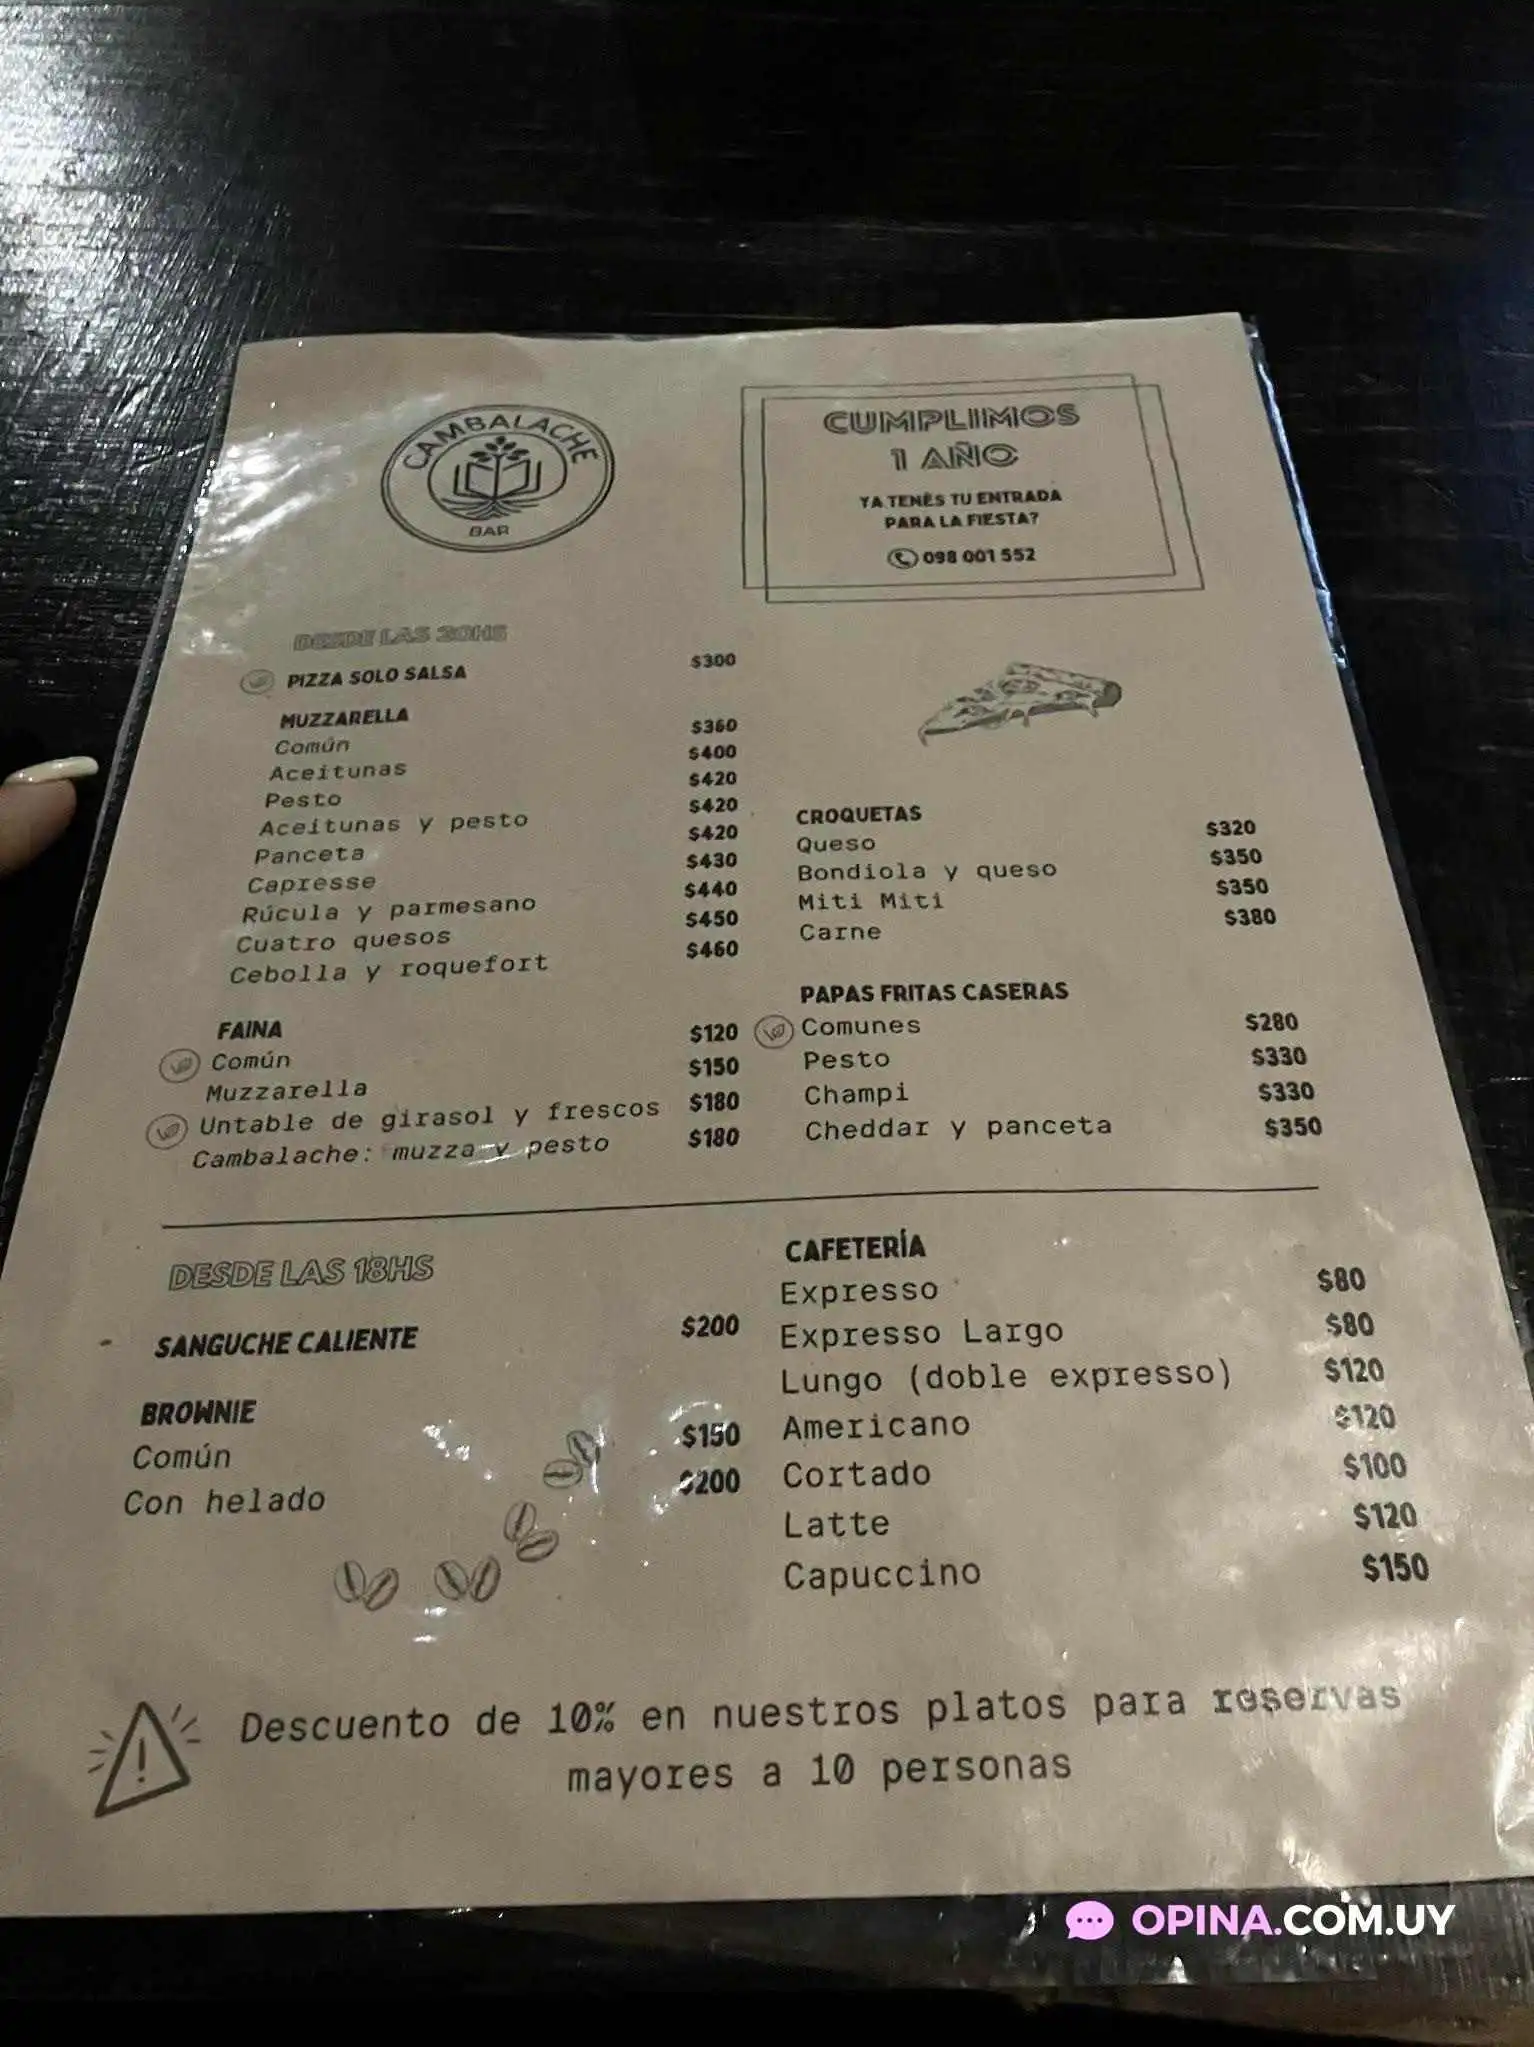 CAMBALACHE
BAR
CUMPLIMOS
1 AÑO
YA TENÉS TU ENTRADA
PARA LA FIESTA?
098 001 552
DESDE LAS 20HS
PIZZA SOLO SALSA $300
MUZZARELLA
Común $360
Aceitunas $400
Pesto $420
Aceitunas y pesto $420
Panceta $420
Capresse $430
Rúcula y parmesano $440
Cuatro quesos $450
Cebolla y roquefort $460
FAINA
Común $120
Muzzarella $150
Untable de girasol y frescos $180
Cambalache: muzza y pesto $180
CROQUETAS
Queso $320
Bondiola y queso $350
Miti Miti $350
Carne $380
PAPAS FRITAS CASERAS
Comunes $280
Pesto $330
Champi $330
Cheddar y panceta $350
DESDE LAS 18HS
SANGUCHE CALIENTE $200
BROWNIE
Común $150
Con helado $200
CAFETERÍA
Expresso $80
Expresso Largo $80
Lungo (doble expresso) $120
Americano $120
Cortado $100
Latte $120
Capuccino $150
Descuento de 10% en nuestros platos para reservas
mayores a 10 personas
OPINA.COM.UY